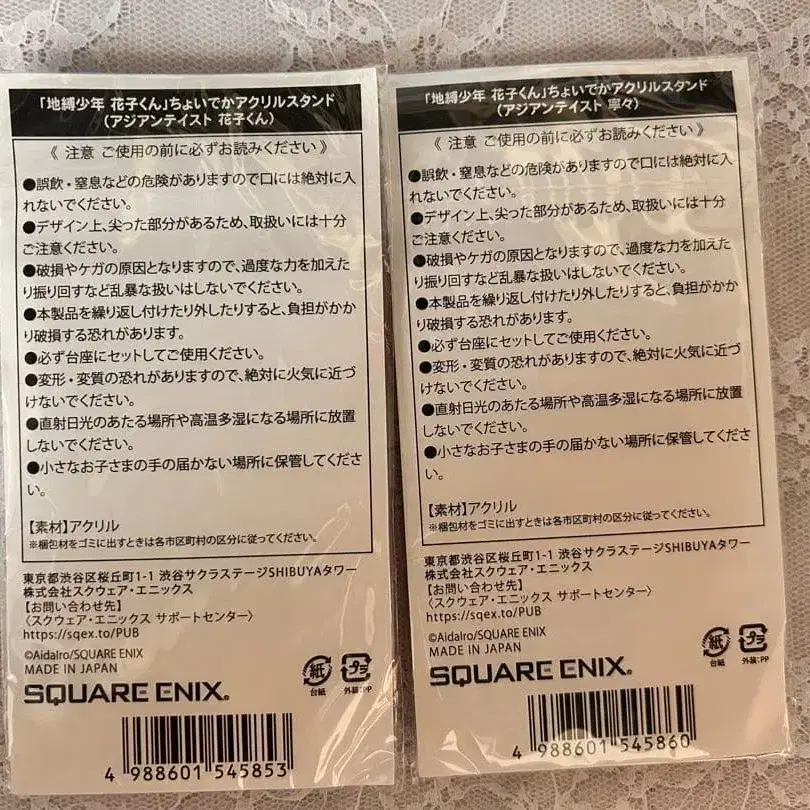 「地縛少年 花子くん」ちょいでかアクリルスタンド
(アジアンテイスト 花子くん)
《 注意 ご使用の前に必ずお読みください 》
●誤飲・窒息などの危険がありますので口には絶対に入
れないでください。
●デザイン上、尖った部分があるため、取扱いには十分
ご注意ください。
●破損やケガの原因となりますので、過度な力を加えた
り振り回すなど乱暴な扱いはしないでください。
●本製品を繰り返し付けたり外したりすると、負担がかか
り破損する恐れがあります。
●必ず台座にセットしてご使用ください。
●変形・変質の恐れがありますので、絶対に火気に近づ
けないでください。
●直射日光のあたる場所や高温多湿になる場所に放置
しないでください。
●小さなお子さまの手の届かない場所に保管してくださ
い。
【素材】アクリル
※梱包材をゴミに出すときは各市区町村の区分に従ってください。
東京都渋谷区桜丘町1-1 渋谷サクラステージSHIBUYAタワー
株式会社スクウェア・エニックス
【お問い合わせ先】
〈スクウェア・エニックス サポートセンター〉
https://sqex.to/PUB
©AidaIro/SQUARE ENIX
MADE IN JAPAN
SQUARE ENIX®
紙
台紙
プラ
外装:PP
4 988601 545853
「地縛少年 花子くん」ちょいでかアクリルスタンド
(アジアンテイスト 寧々)
《 注意 ご使用の前に必ずお読みください 》
●誤飲・窒息などの危険がありますので口には絶対に入
れないでください。
●デザイン上、尖った部分があるため、取扱いには十分
ご注意ください。
●破損やケガの原因となりますので、過度な力を加えた
り振り回すなど乱暴な扱いはしないでください。
●本製品を繰り返し付けたり外したりすると、負担がかか
り破損する恐れがあります。
●必ず台座にセットしてご使用ください。
●変形・変質の恐れがありますので、絶対に火気に近づ
けないでください。
●直射日光のあたる場所や高温多湿になる場所に放置
しないでください。
●小さなお子さまの手の届かない場所に保管してくださ
い。
【素材】アクリル
※梱包材をゴミに出すときは各市区町村の区分に従ってください。
東京都渋谷区桜丘町1-1 渋谷サクラステージSHIBUYAタワー
株式会社スクウェア・エニックス
【お問い合わせ先】
〈スクウェア・エニックス サポートセンター〉
https://sqex.to/PUB
©AidaIro/SQUARE ENIX
MADE IN JAPAN
SQUARE ENIX®
紙
台紙
プラ
外装:PP
4 988601 545860